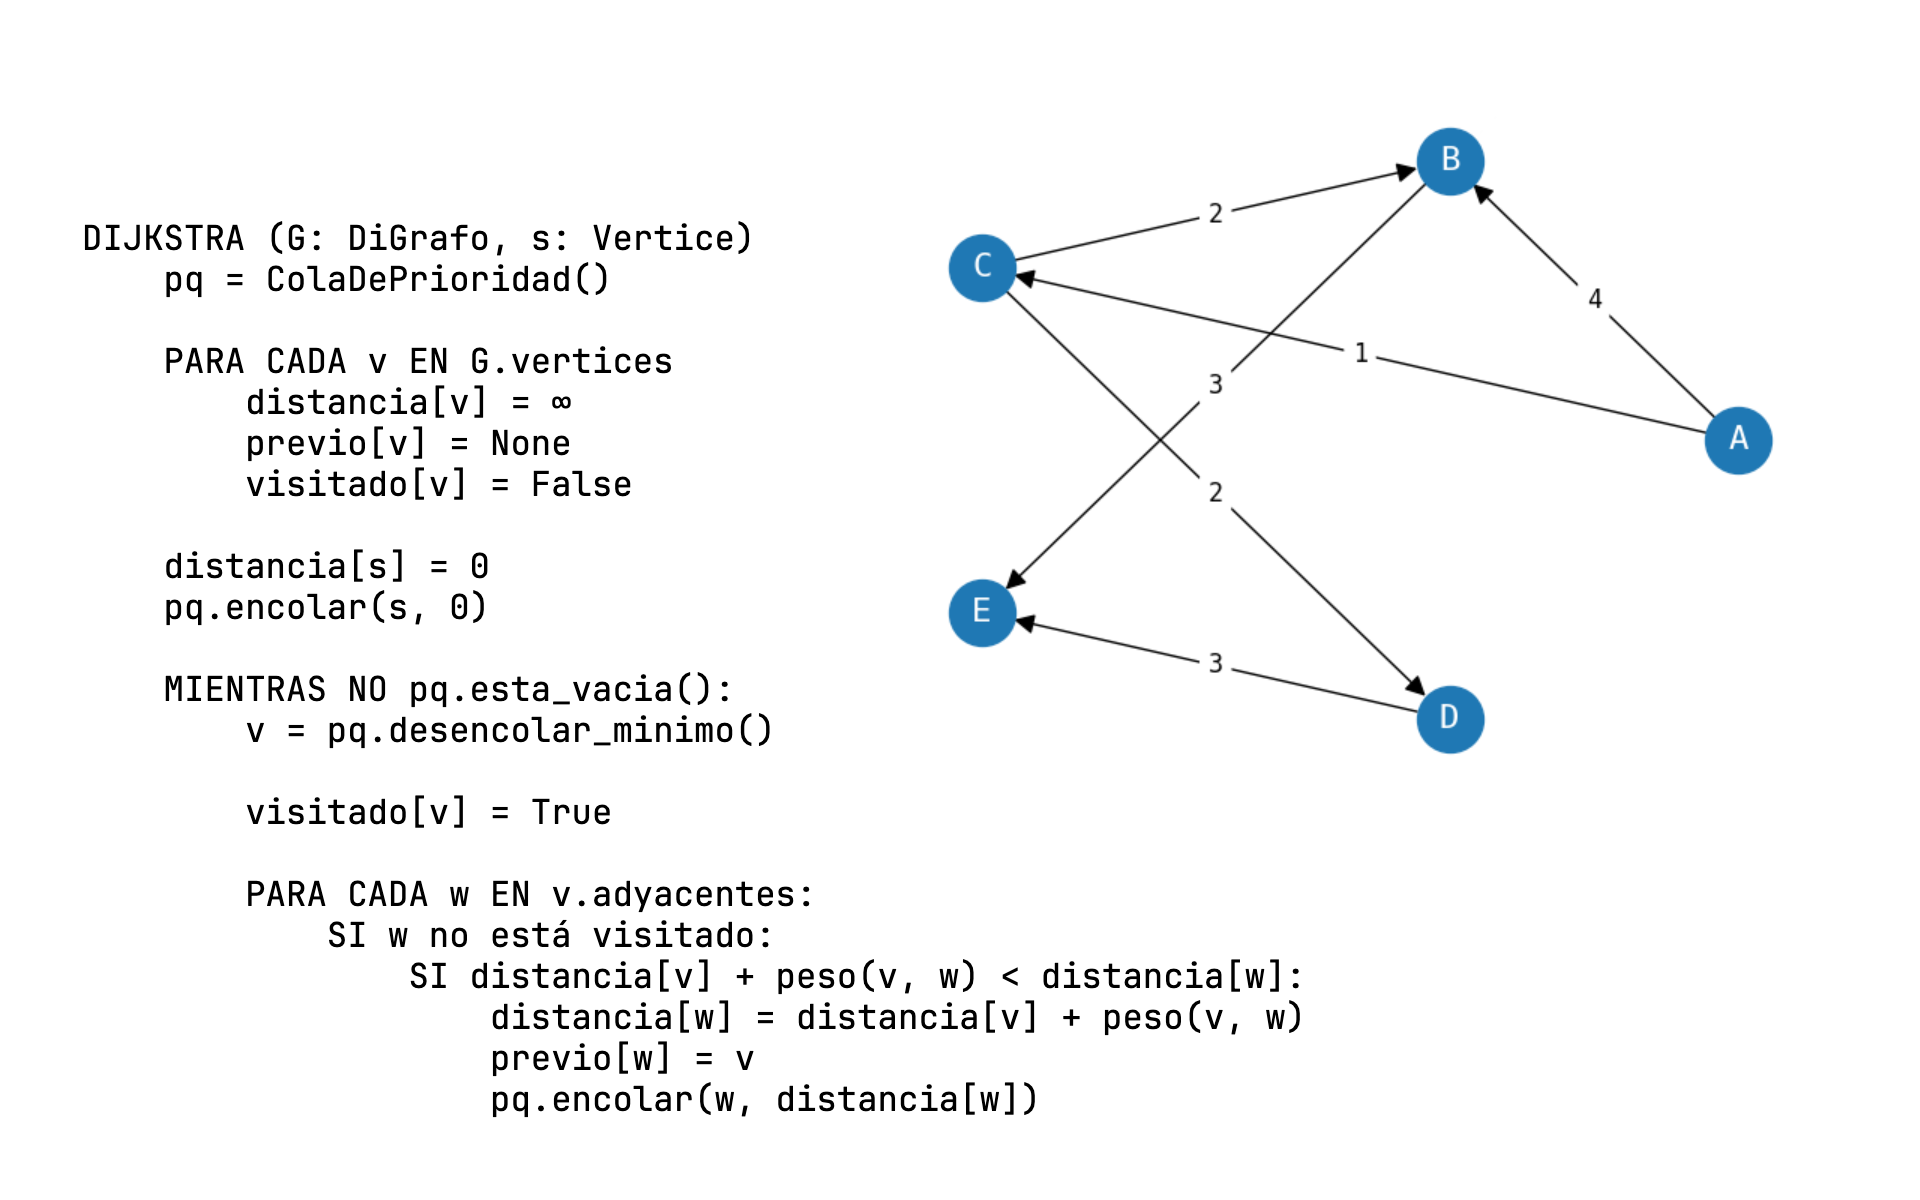 DIJKSTRA (G: DiGrafo, s: Vertice)
pq = ColaDePrioridad()
PARA CADA v EN G.vertices
distancia[v] = ∞
previo[v] = None
visitado[v] = False
distancia[s] = 0
pq.encolar(s, 0)
MIENTRAS NO pq.esta_vacia():
v = pq.desencolar_minimo()
visitado[v] = True
PARA CADA w EN v.adyacentes:
SI w no está visitado:
SI distancia[v] + peso(v, w) < distancia[w]:
distancia[w] = distancia[v] + peso(v, w)
previo[w] = v
pq.encolar(w, distancia[w])
B
2
C
4
1
3
A
2
E
3
D